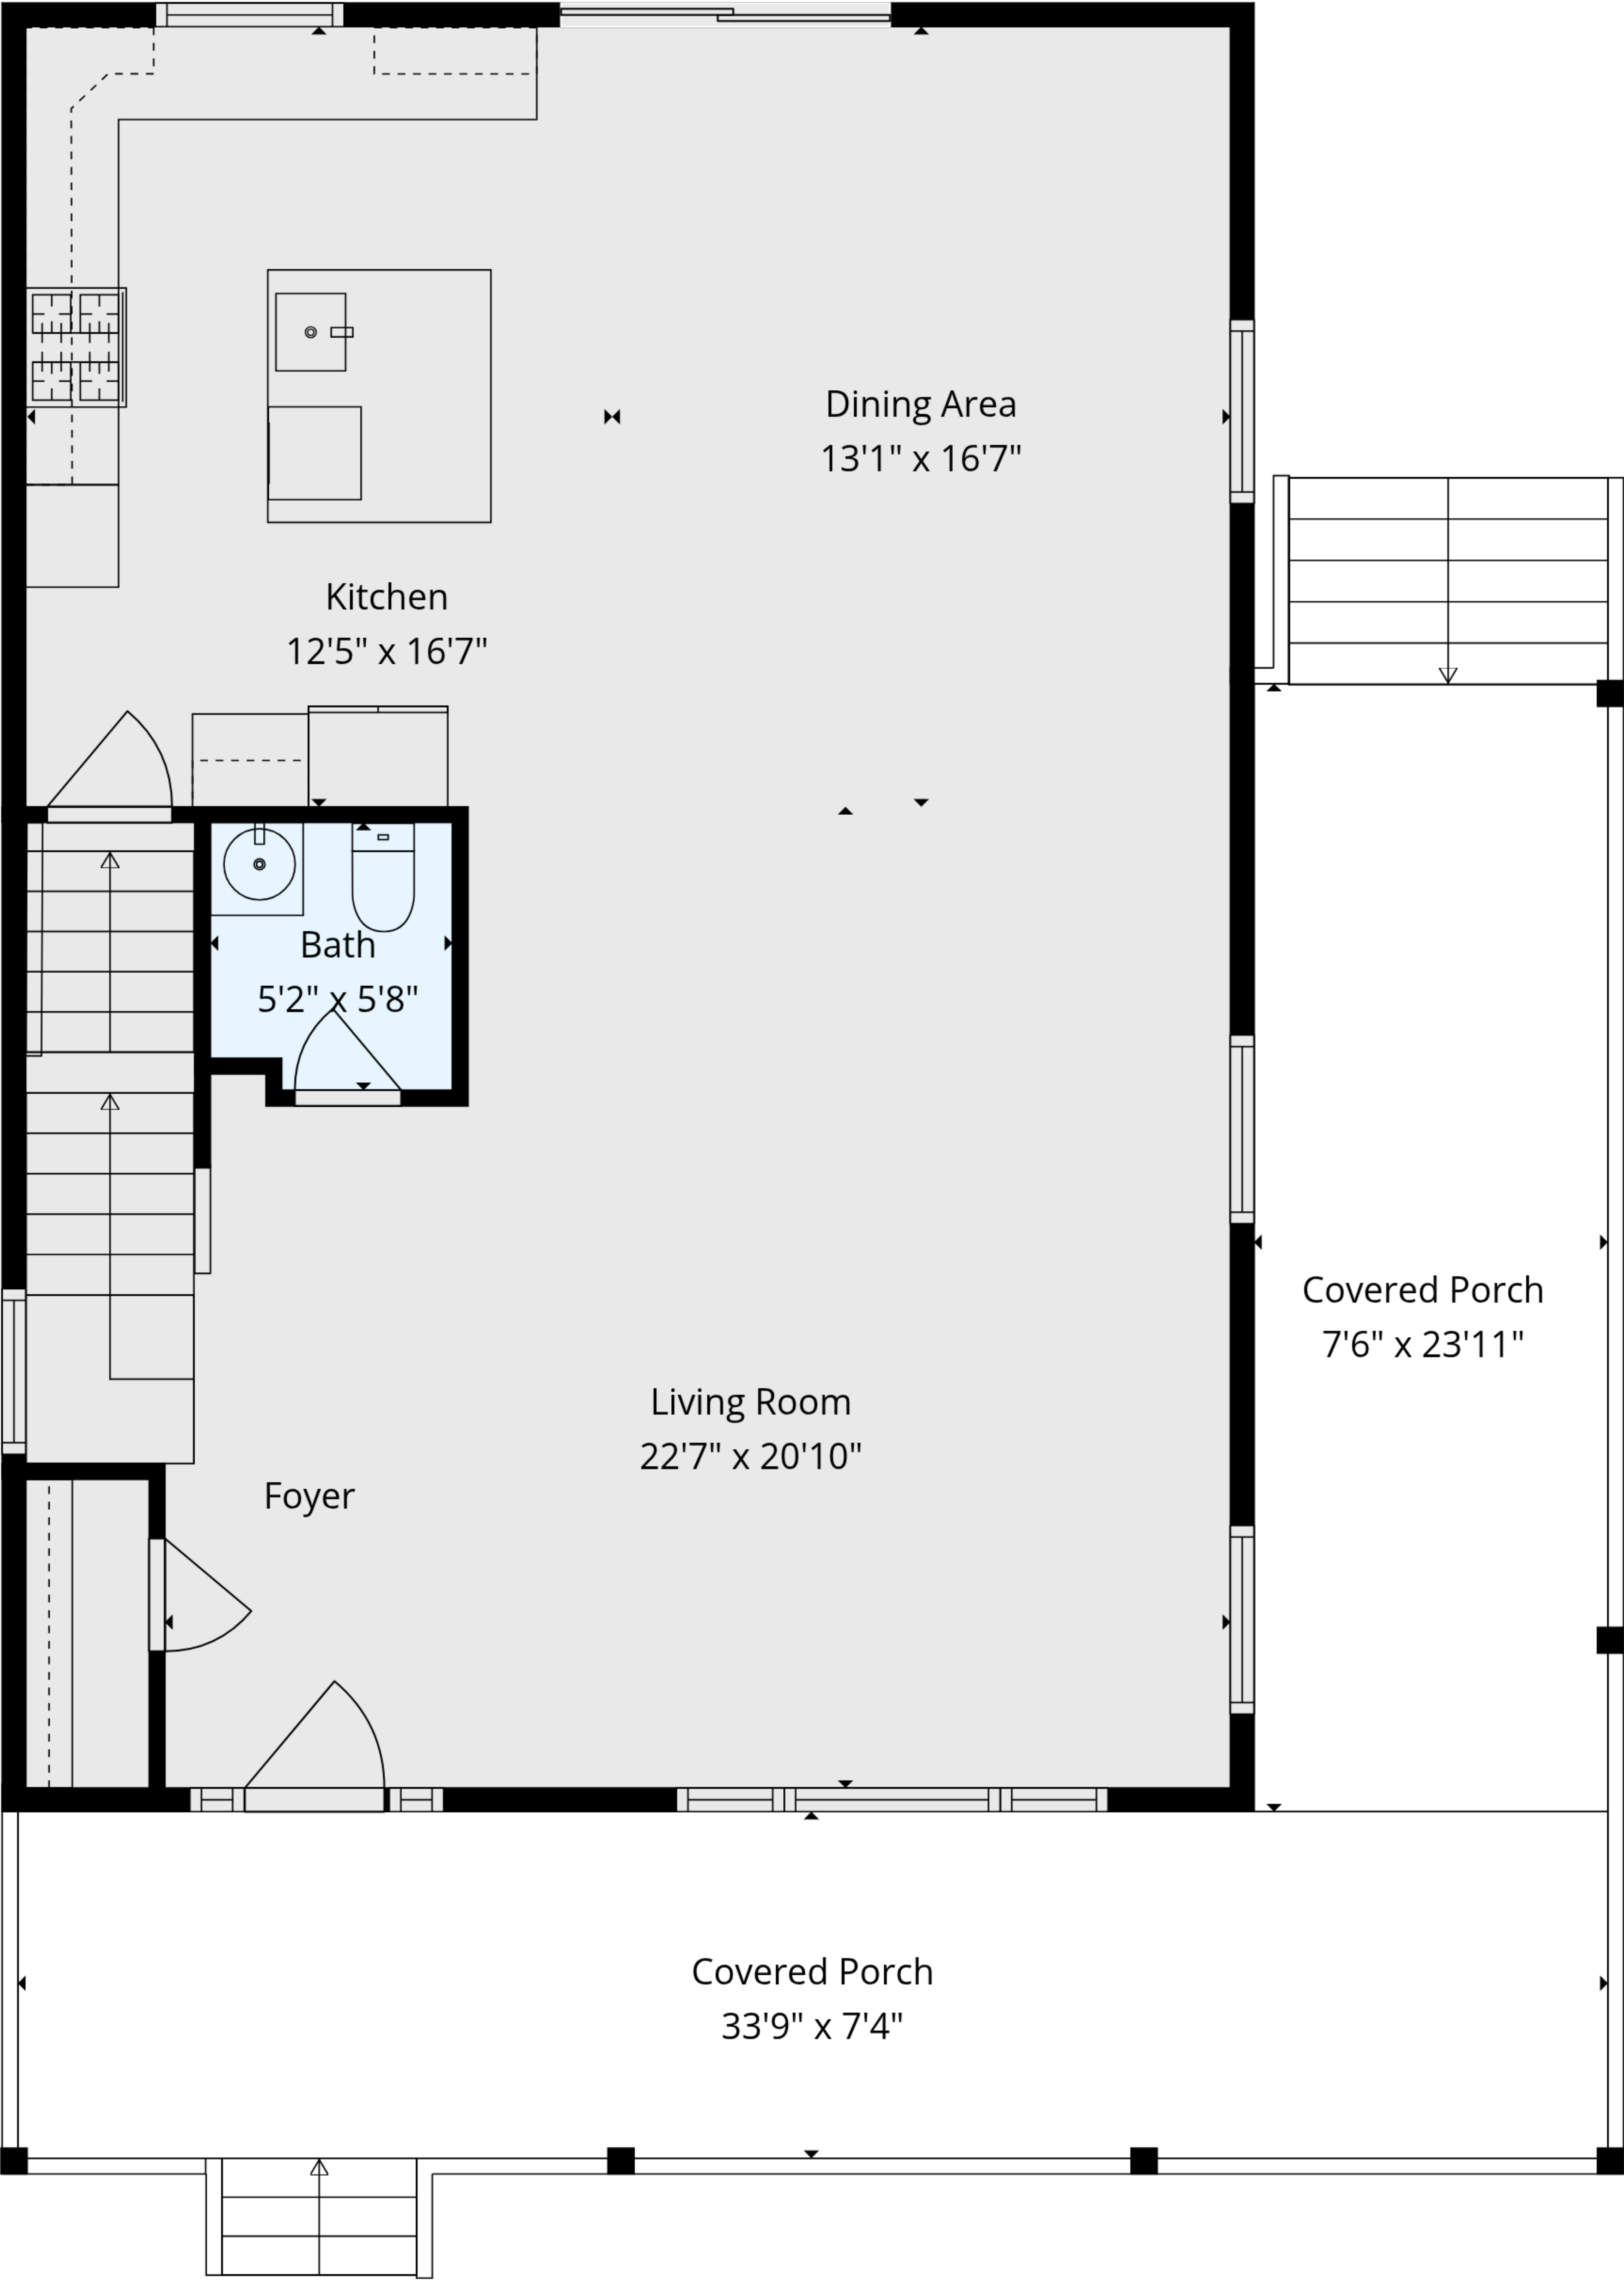 Dining Area
13'1" x 16'7"
Kitchen
12'5" x 16'7"
Bath
5'2" x 5'8"
Covered Porch
7'6" x 23'11"
Living Room
22'7" x 20'10"
Foyer
Covered Porch
33'9" x 7'4"